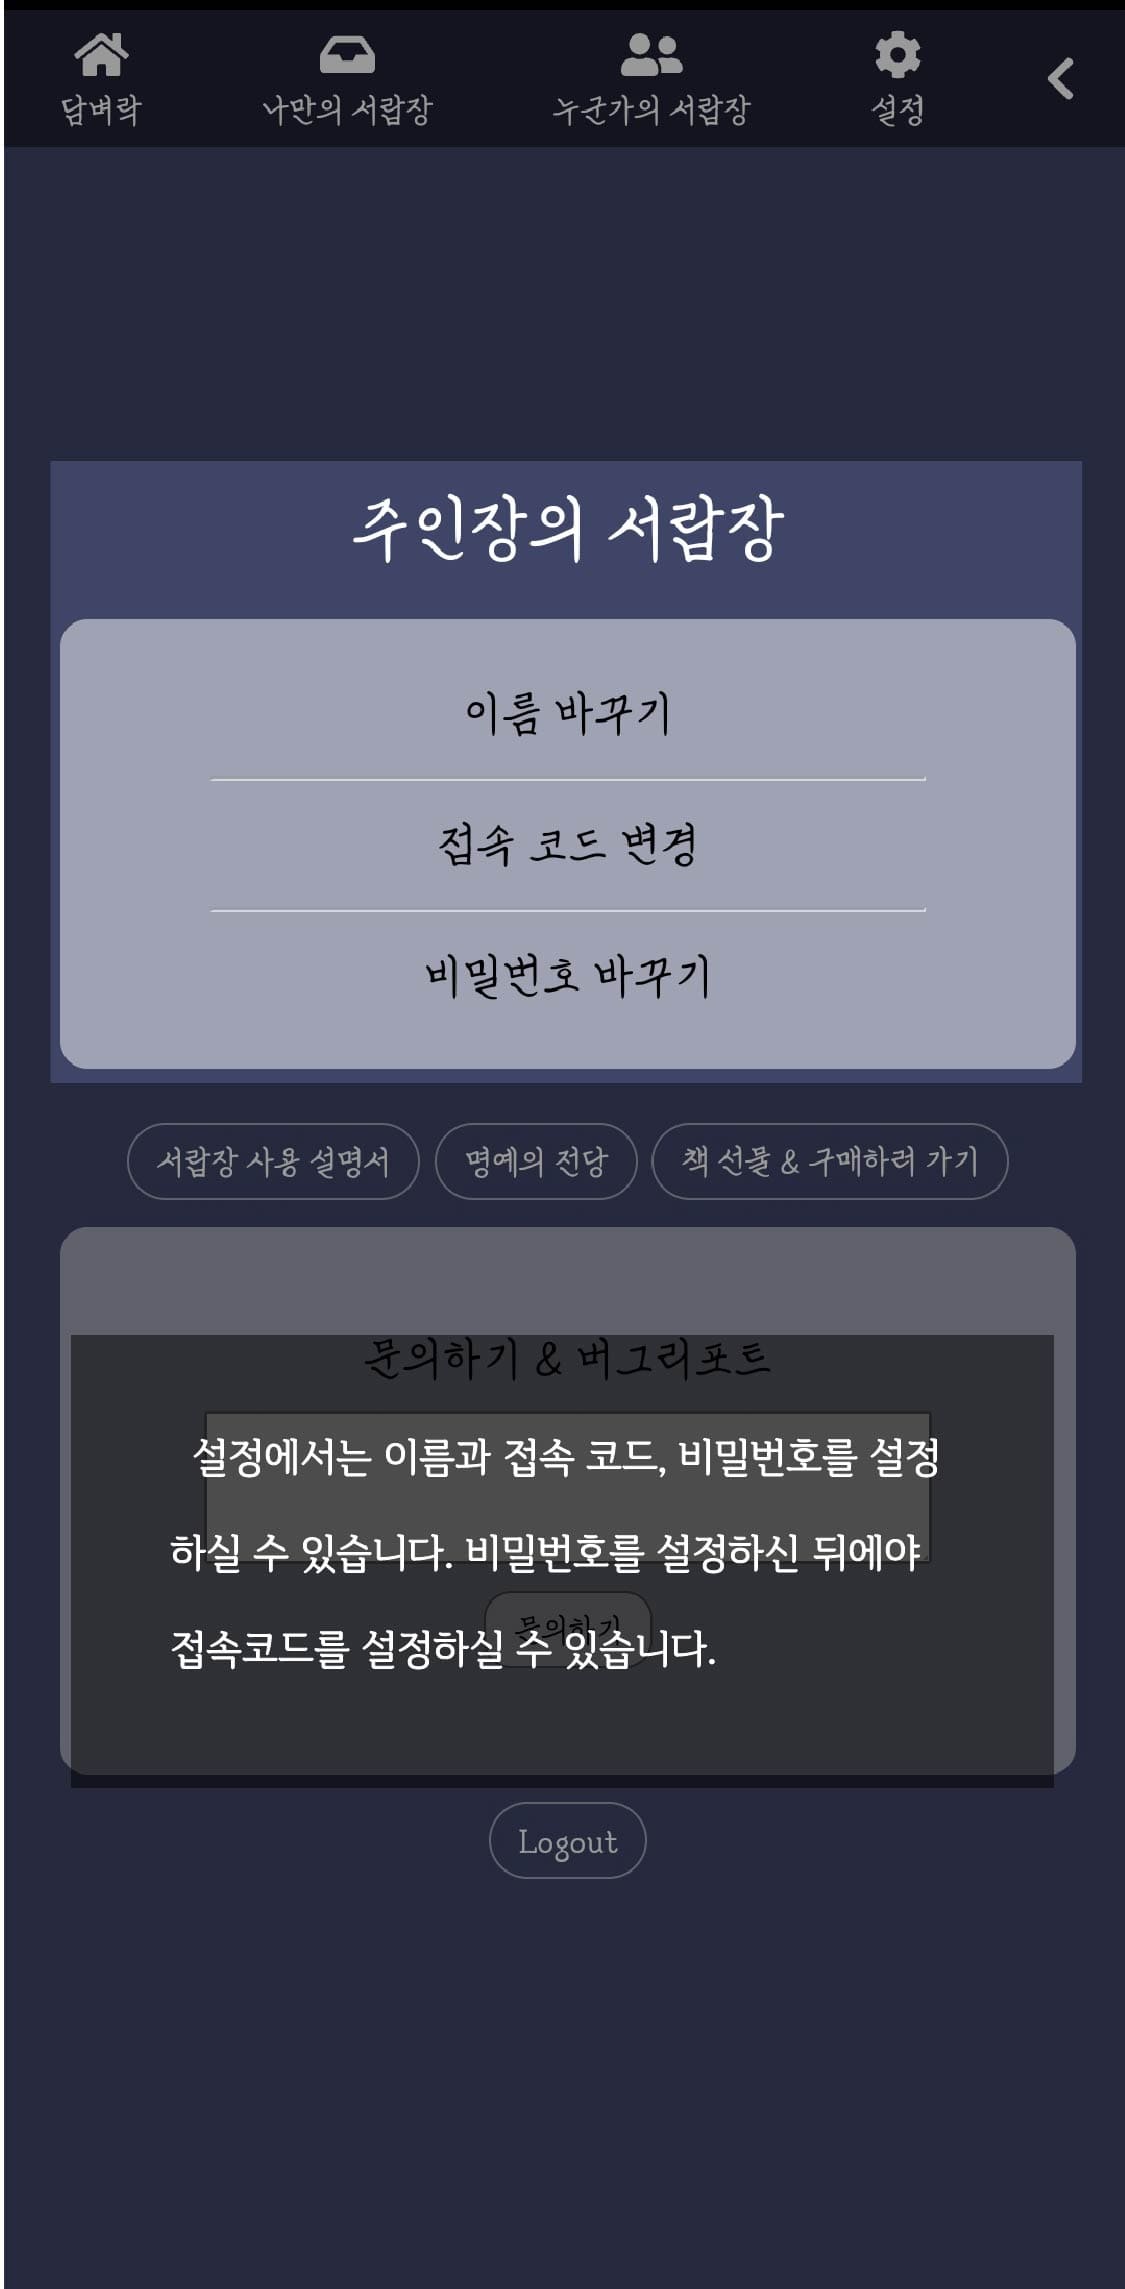 담벼락 나만의 서랍장 누군가의 서랍장 설정
주인장의 서랍장
이름 바꾸기
접속 코드 변경
비밀번호 바꾸기
서랍장 사용 설명서 명예의 전당 책 선물 & 구매하러 가기
문의하기 & 버그리포트
설정에서는 이름과 접속 코드, 비밀번호를 설정
하실 수 있습니다. 비밀번호를 설정하신 뒤에야
문의하기
접속코드를 설정하실 수 있습니다.
Logout